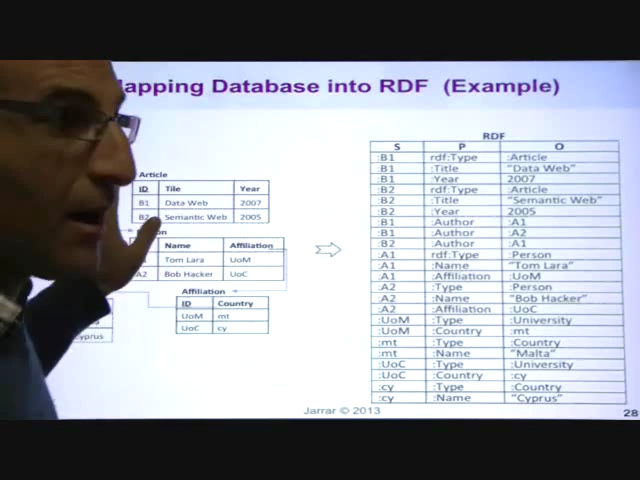 apping Database into RDF (Example)
Article
ID Title Year
B1 Data Web 2007
B2 Semantic Web 2005
son
Name Affiliation
Tom Lara UoM
A2 Bob Hacker UoC
Affiliation
ID Country
UoM mt
UoC cy
Cyprus
RDF
S P O
:B1 rdf:Type :Article
:B1 :Title "Data Web"
:B1 :Year 2007
:B2 rdf:Type :Article
:B2 :Title "Semantic Web"
:B2 :Year 2005
:B1 :Author :A1
:B1 :Author :A2
:B2 :Author :A1
:A1 rdf:Type :Person
:A1 :Name "Tom Lara"
:A1 :Affiliation :UoM
:A2 :Type :Person
:A2 :Name "Bob Hacker"
:A2 :Affiliation :UoC
:UoM :Type :University
:UoM :Country :mt
:mt :Type :Country
:mt :Name "Malta"
:UoC :Type :University
:UoC :Country :cy
:cy :Type :Country
:cy :Name "Cyprus"
Jarrar © 2013
28